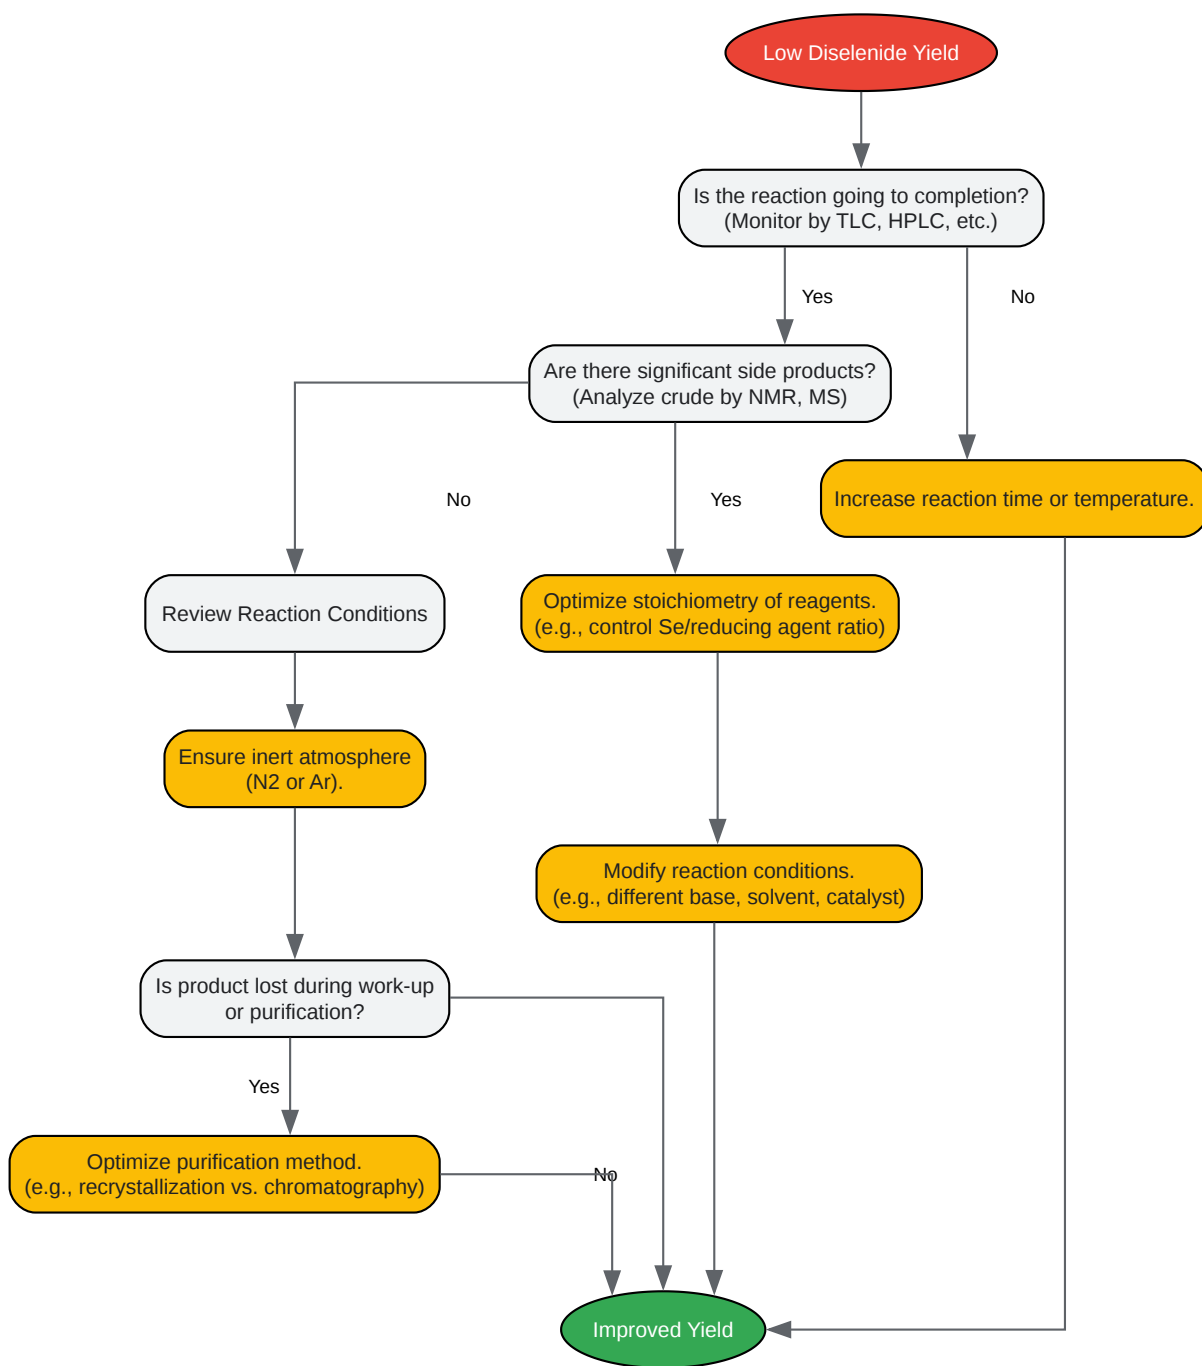 Low Diselenide Yield
Is the reaction going to completion?
(Monitor by TLC, HPLC, etc.)
Yes
No
Are there significant side products?
(Analyze crude by NMR, MS)
No
Yes
Increase reaction time or temperature.
Review Reaction Conditions
Optimize stoichiometry of reagents.
(e.g., control Se/reducing agent ratio)
Ensure inert atmosphere
(N2 or Ar).
Modify reaction conditions.
(e.g., different base, solvent, catalyst)
Is product lost during work-up
or purification?
Yes
Optimize purification method.
(e.g., recrystallization vs. chromatography)
No
Improved Yield